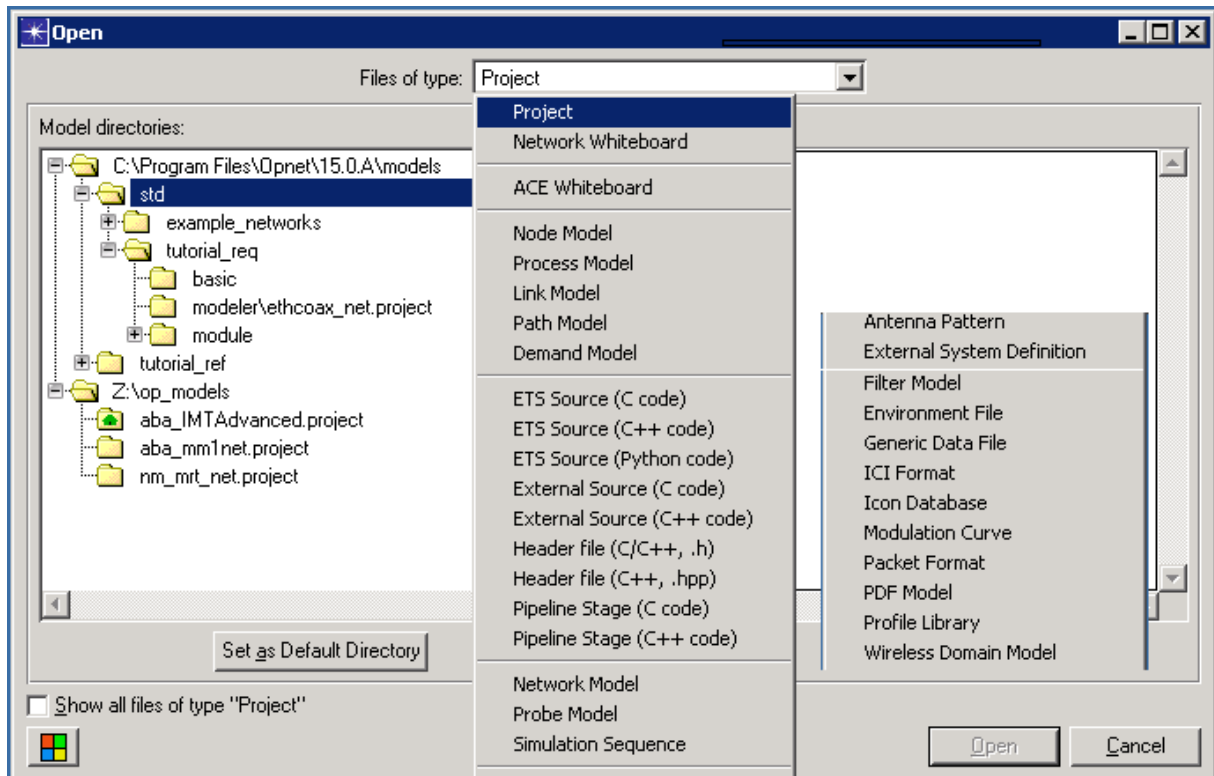 Open
Files of type: Project
Model directories:
C:\Program Files\Opnet\15.0.A\models
std
example_networks
tutorial_req
basic
modeler\ethcoax_net.project
module
tutorial_ref
Z:\op_models
aba_IMTAdvanced.project
aba_mm1net.project
nm_mrt_net.project
Project
Network Whiteboard
ACE Whiteboard
Node Model
Process Model
Link Model
Path Model
Demand Model
ETS Source (C code)
ETS Source (C++ code)
ETS Source (Python code)
External Source (C code)
External Source (C++ code)
Header file (C/C++, .h)
Header file (C++, .hpp)
Pipeline Stage (C code)
Pipeline Stage (C++ code)
Network Model
Probe Model
Simulation Sequence
Antenna Pattern
External System Definition
Filter Model
Environment File
Generic Data File
ICI Format
Icon Database
Modulation Curve
Packet Format
PDF Model
Profile Library
Wireless Domain Model
Set as Default Directory
Show all files of type "Project"
Open
Cancel